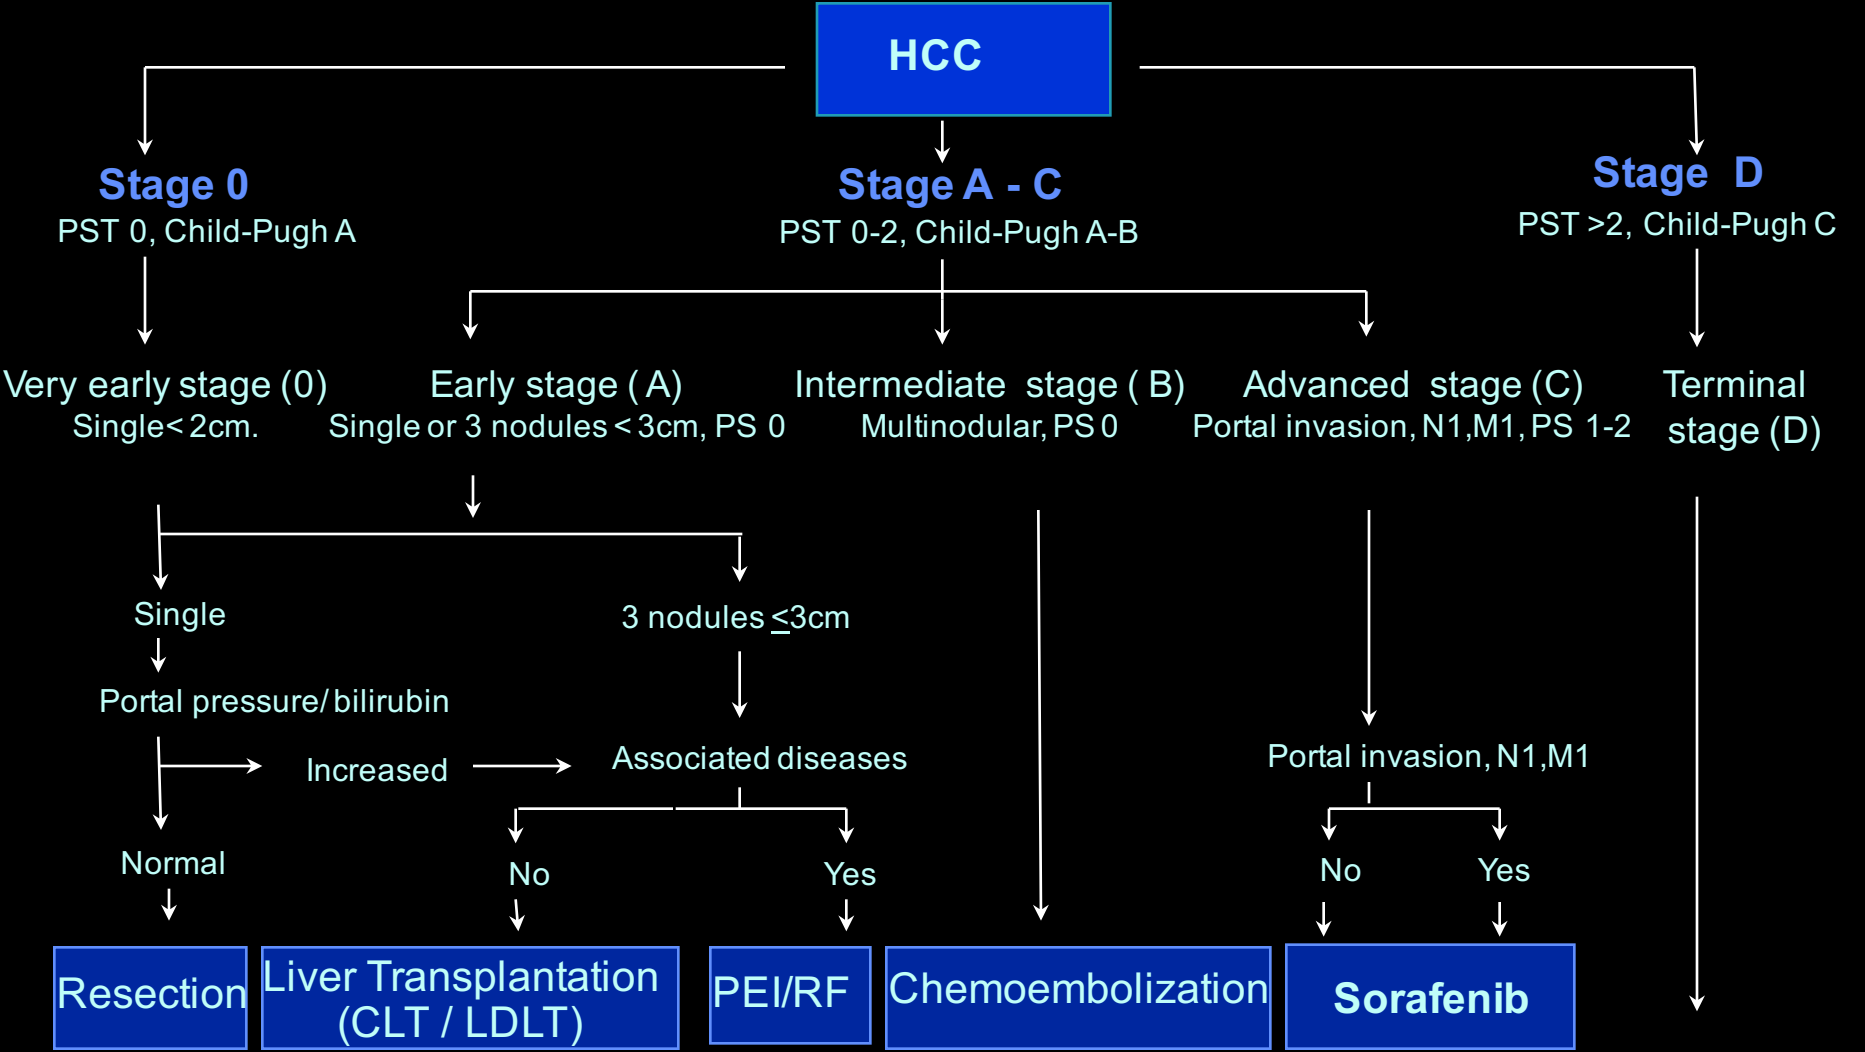 HCC
Stage 0
PST 0, Child-Pugh A
Stage A - C
PST 0-2, Child-Pugh A-B
Stage D
PST >2, Child-Pugh C
Very early stage (0)
Single< 2cm.
Early stage ( A)
Single or 3 nodules < 3cm, PS 0
Intermediate stage ( B)
Multinodular, PS 0
Advanced stage (C)
Portal invasion, N1,M1, PS 1-2
Terminal
stage (D)
Single
3 nodules <3cm
Portal pressure/ bilirubin
Increased
Associated diseases
Portal invasion, N1,M1
Normal
No
Yes
No
Yes
Resection
Liver Transplantation
(CLT / LDLT)
PEI/RF
Chemoembolization
Sorafenib